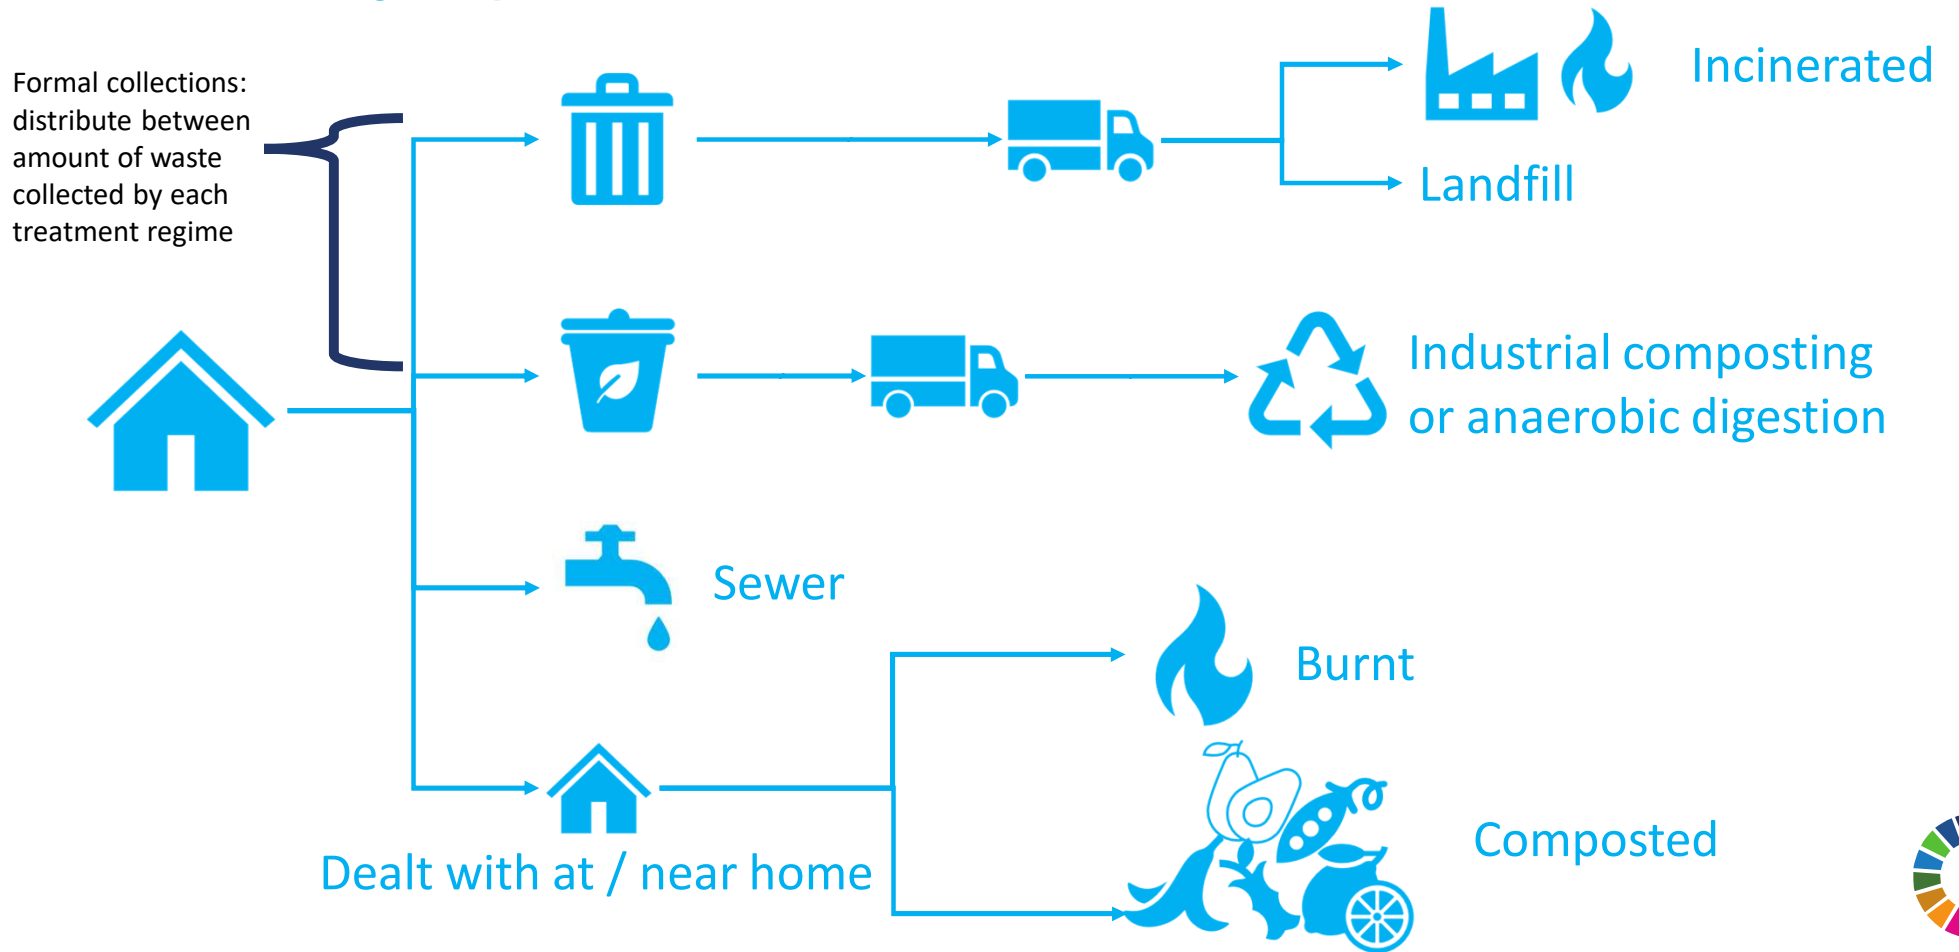 Formal collections:
distribute between
amount of waste
collected by each
treatment regime
Incinerated
Landfill
Industrial composting
or anaerobic digestion
Sewer
Burnt
Composted
Dealt with at / near home